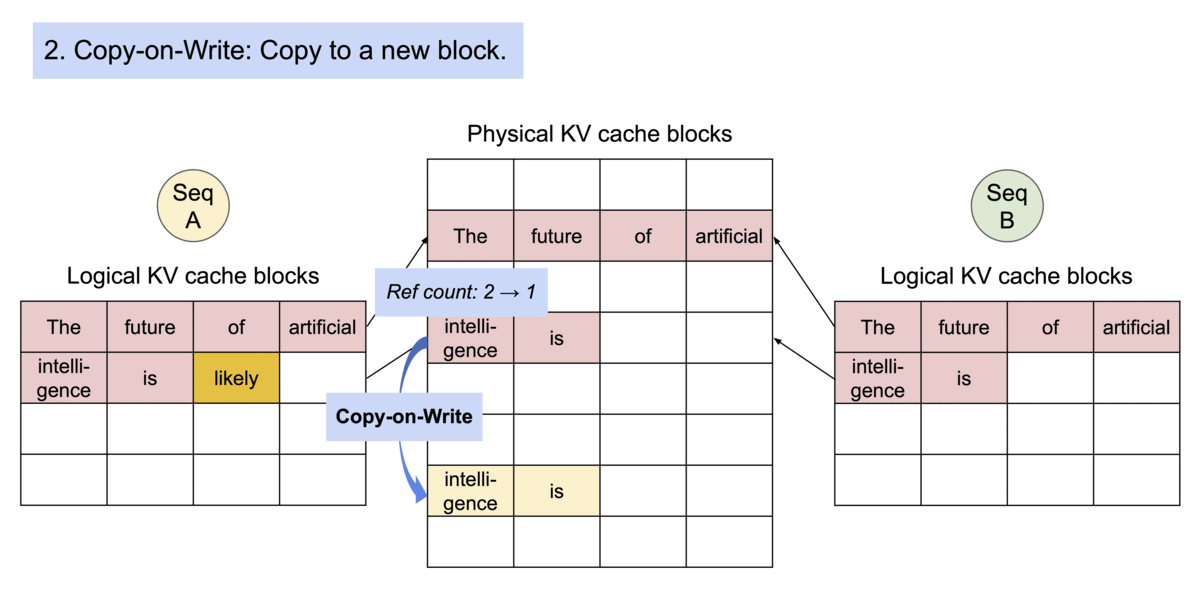 2. Copy-on-Write: Copy to a new block.
Physical KV cache blocks
Seq
A
Seq
B
Logical KV cache blocks
The future of artificial
intelli-
gence is likely
The future of artificial
Ref count: 2 → 1
intelli-
gence is
Copy-on-Write
intelli-
gence is
Logical KV cache blocks
The future of artificial
intelli-
gence is